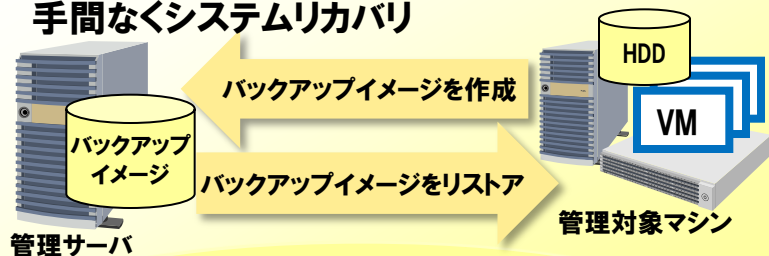 手間なくシステムリカバリ
HDD
バックアップイメージを作成
VM
バックアップ
イメージ
バックアップイメージをリストア
管理対象マシン
管理サーバ